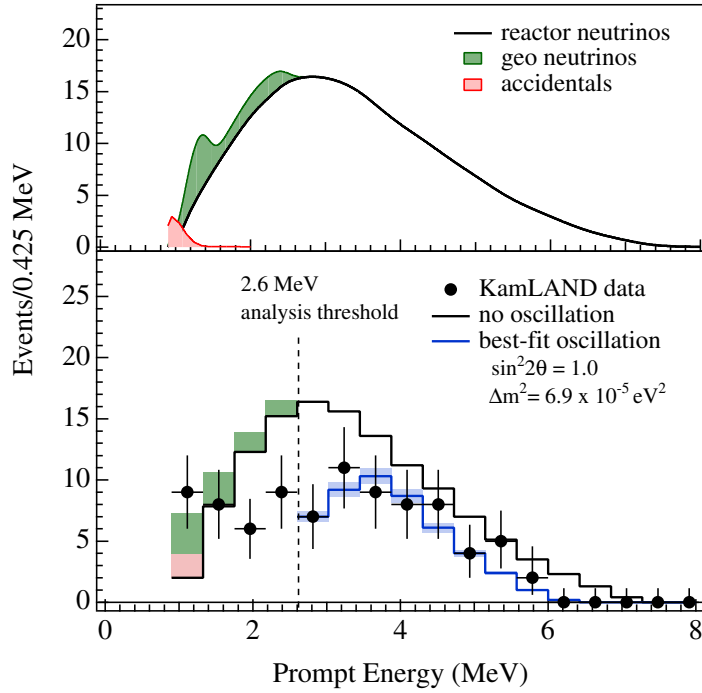 20
15
10
5
0
reactor neutrinos
geo neutrinos
accidentals
Events/0.425 MeV
25
20
15
10
5
0
2.6 MeV
analysis threshold
KamLAND data
no oscillation
best-fit oscillation
sin²2θ = 1.0
Δm²= 6.9 x 10⁻⁵ eV²
0 2 4 6 8
Prompt Energy (MeV)